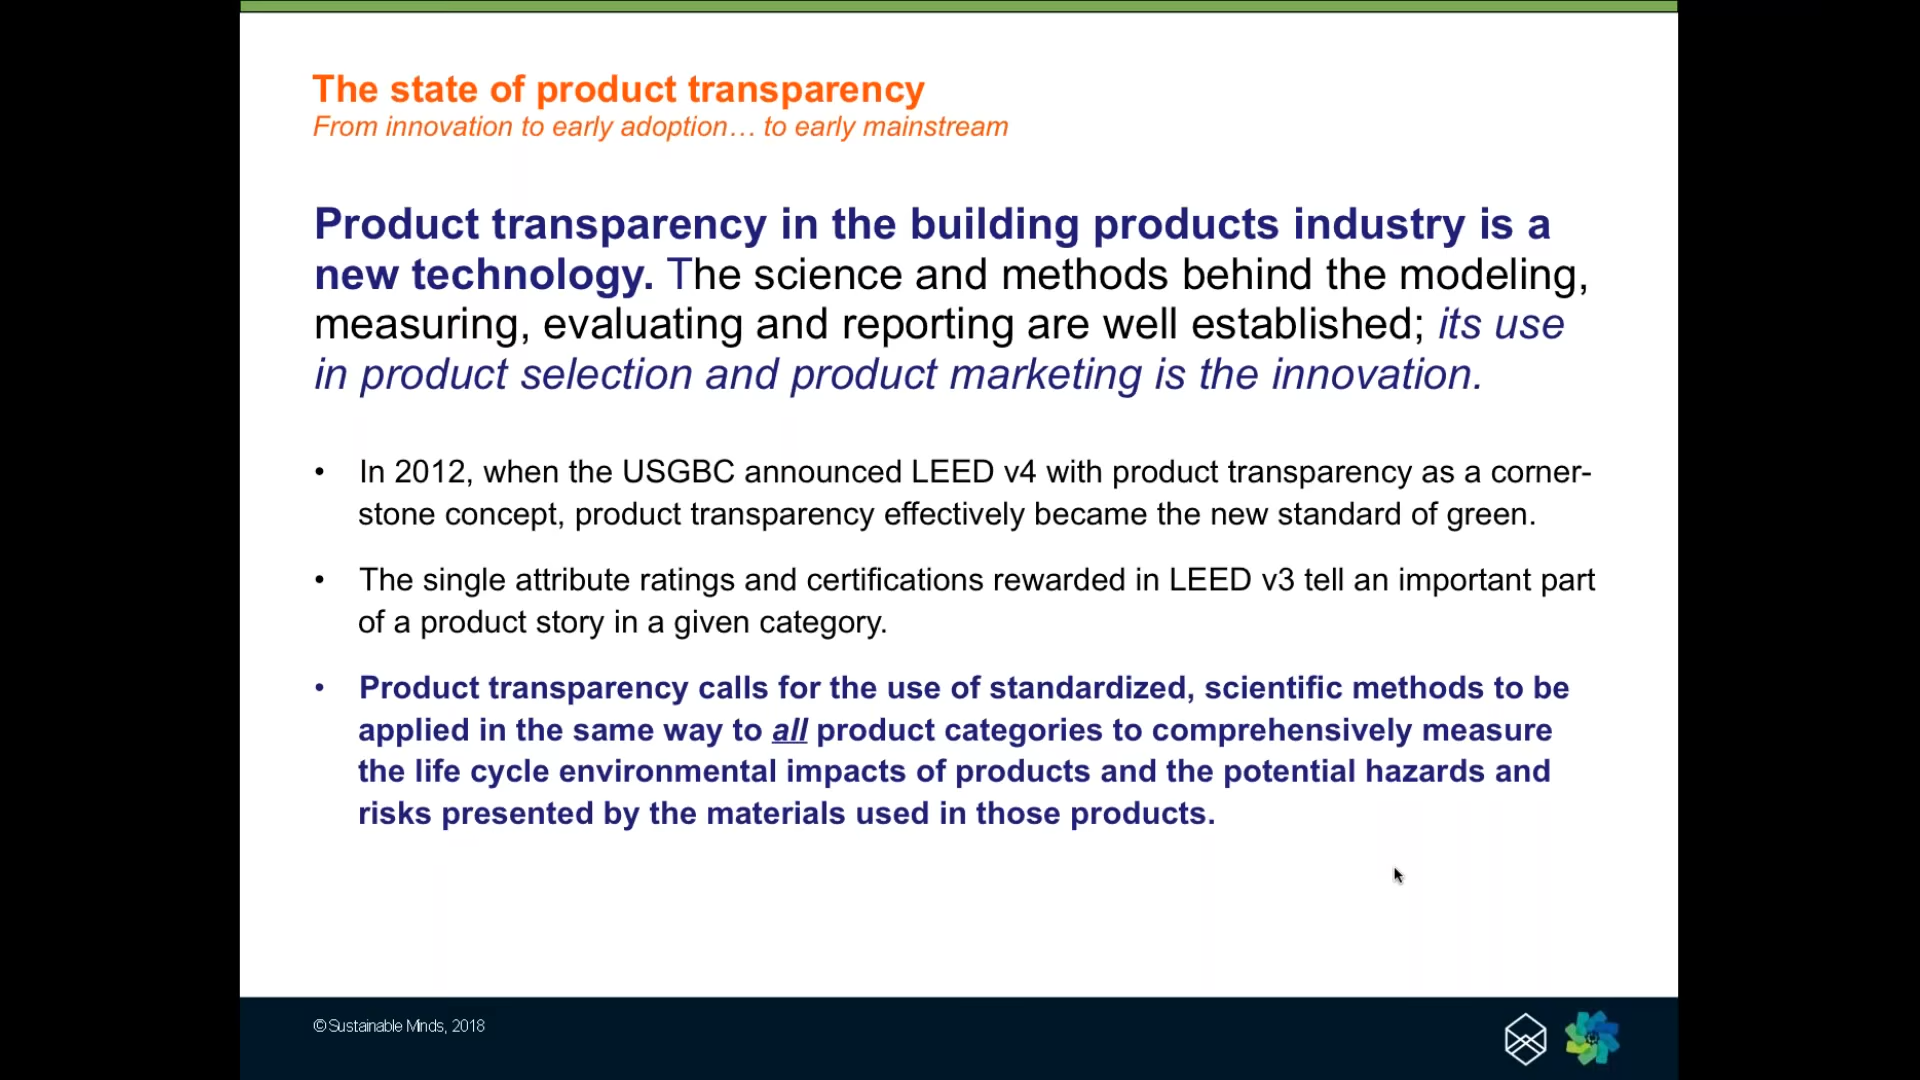 The state of product transparency
From innovation to early adoption… to early mainstream
Product transparency in the building products industry is a
new technology. The science and methods behind the modeling,
measuring, evaluating and reporting are well established; its use
in product selection and product marketing is the innovation.
• In 2012, when the USGBC announced LEED v4 with product transparency as a corner-
stone concept, product transparency effectively became the new standard of green.
• The single attribute ratings and certifications rewarded in LEED v3 tell an important part
of a product story in a given category.
• Product transparency calls for the use of standardized, scientific methods to be
applied in the same way to all product categories to comprehensively measure
the life cycle environmental impacts of products and the potential hazards and
risks presented by the materials used in those products.
© Sustainable Minds, 2018